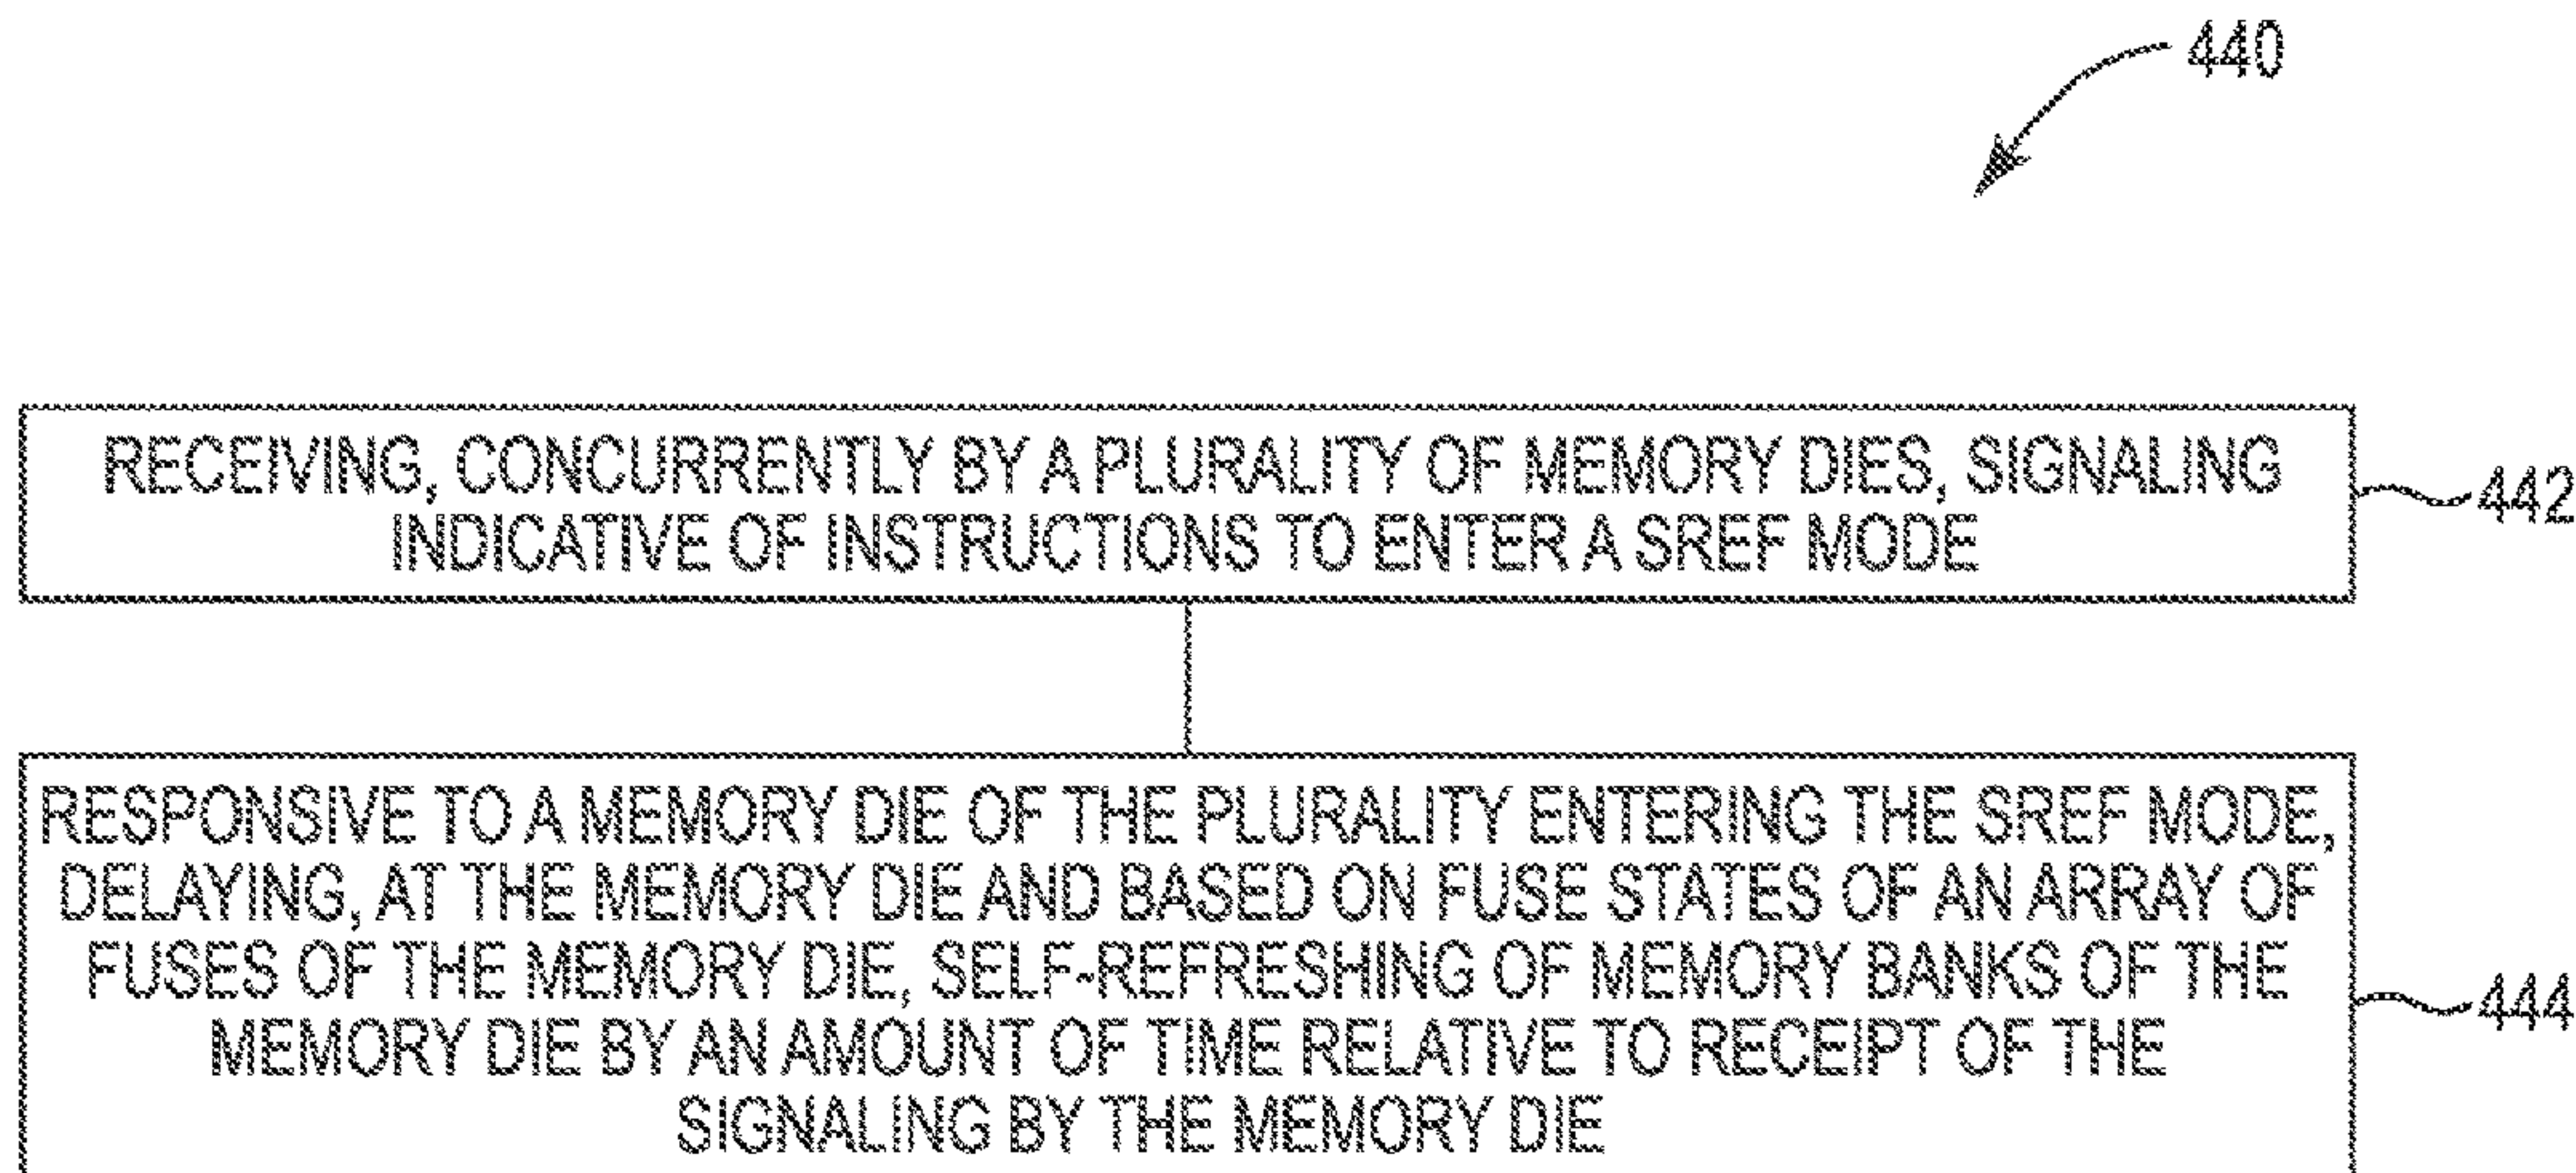 440
RECEIVING, CONCURRENTLY BY A PLURALITY OF MEMORY DIES, SIGNALING
INDICATIVE OF INSTRUCTIONS TO ENTER A SREF MODE
442
RESPONSIVE TO A MEMORY DIE OF THE PLURALITY ENTERING THE SREF MODE,
DELAYING, AT THE MEMORY DIE AND BASED ON FUSE STATES OF AN ARRAY OF
FUSES OF THE MEMORY DIE, SELF-REFRESHING OF MEMORY BANKS OF THE
MEMORY DIE BY AN AMOUNT OF TIME RELATIVE TO RECEIPT OF THE
SIGNALING BY THE MEMORY DIE
444